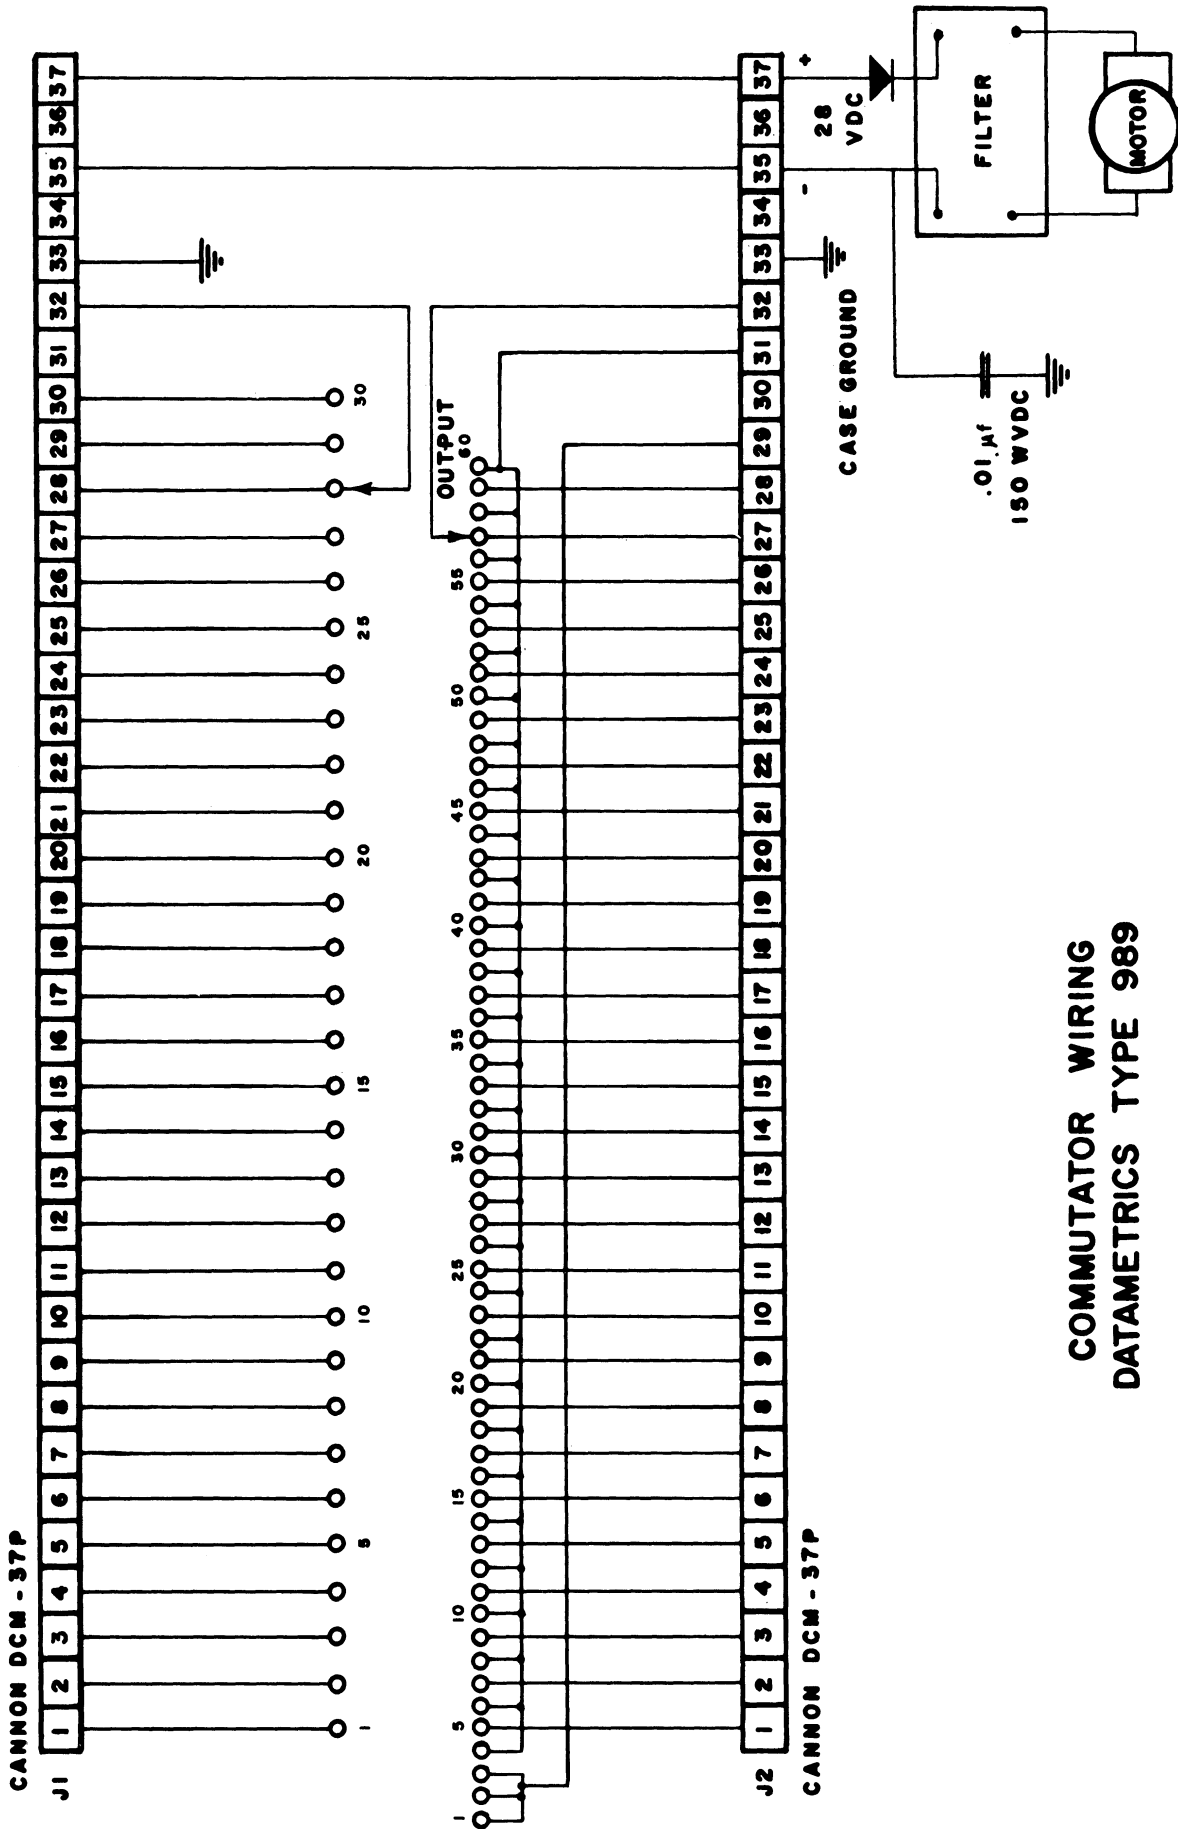 CANNON DCM - 37P
J1
1 2 3 4 5 6 7 8 9 10 11 12 13 14 15 16 17 18 19 20 21 22 23 24 25 26 27 28 29 30 31 32 33 34 35 36 37
1 5 10 15 20 25 30
OUTPUT
1 5 10 15 20 25 30 35 40 45 50 55 60
J2
1 2 3 4 5 6 7 8 9 10 11 12 13 14 15 16 17 18 19 20 21 22 23 24 25 26 27 28 29 30 31 32 33 34 35 36 37
CANNON DCM - 37P
- +
28
VDC
CASE GROUND
FILTER
MOTOR
.01 µf
150 WVDC
COMMUTATOR WIRING
DATAMETRICS TYPE 989